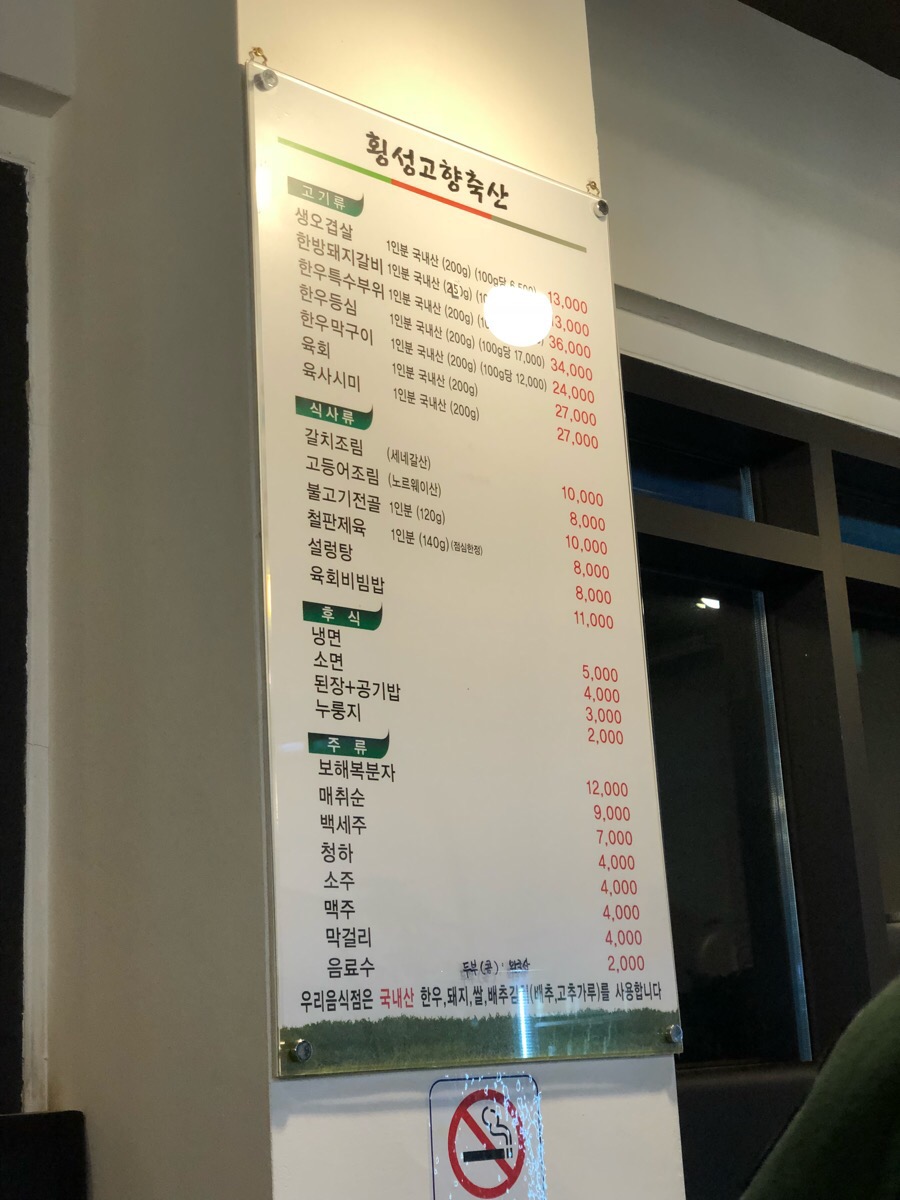 횡성고향축산
고기류
생오겹살 1인분 국내산 (200g) (100g당 6,500) 13,000
한방돼지갈비 1인분 국내산 3,000
한우특수부위 1인분 국내산 (200g) 36,000
한우등심 1인분 국내산 (200g) (100g당 17,000) 34,000
한우막구이 1인분 국내산 (200g) (100g당 12,000) 24,000
육회 1인분 국내산 (200g) 27,000
육사시미 1인분 국내산 (200g) 27,000
식사류
갈치조림 (세네갈산) 10,000
고등어조림 (노르웨이산) 8,000
불고기전골 1인분 (120g) 10,000
철판제육 1인분 (140g) (점심한정) 8,000
설렁탕 8,000
육회비빔밥 11,000
후 식
냉면 5,000
소면 4,000
된장+공기밥 3,000
누룽지 2,000
주 류
보해복분자 12,000
매취순 9,000
백세주 7,000
청하 4,000
소주 4,000
맥주 4,000
막걸리 4,000
음료수 2,000
두부(콩) :
우리음식점은 국내산 한우,돼지,쌀,배추김치(배추,고추가루)를 사용합니다